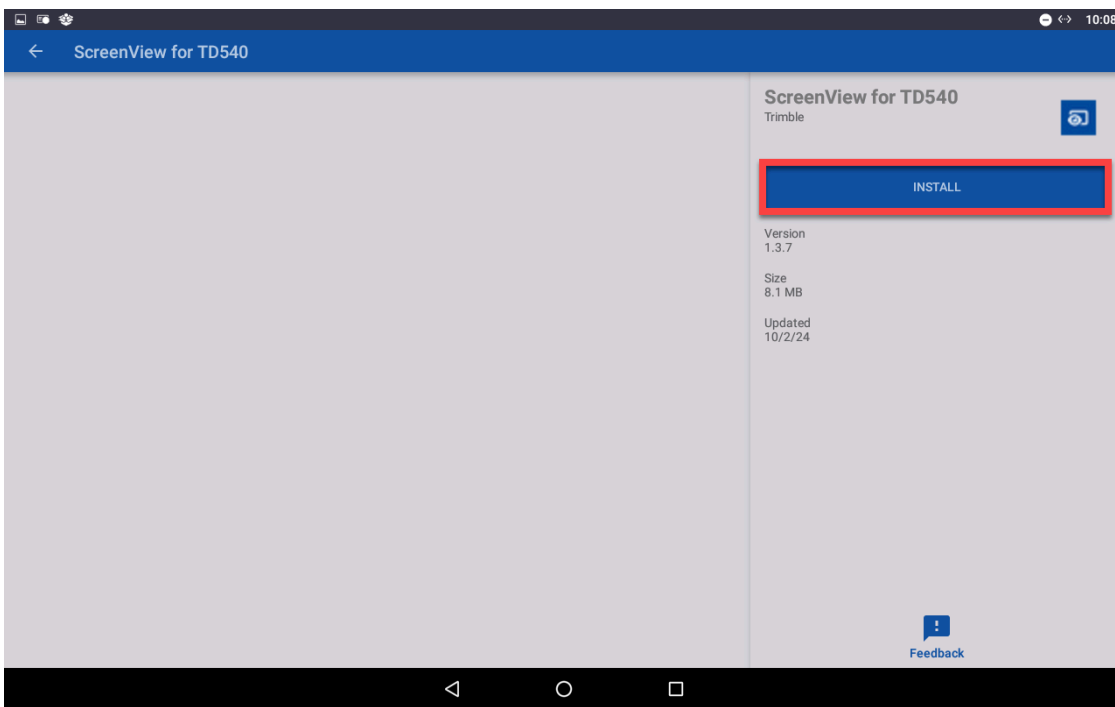 10:08
ScreenView for TD540
ScreenView for TD540
Trimble
INSTALL
Version
1.3.7
Size
8.1 MB
Updated
10/2/24
Feedback